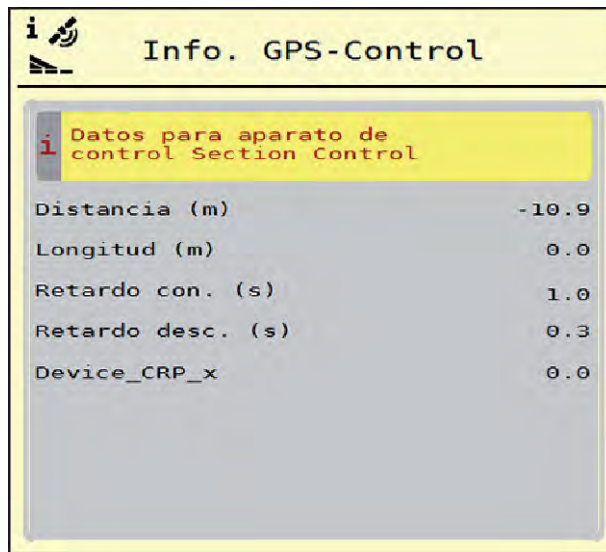 i
Info. GPS-Control
i Datos para aparato de
control Section Control
Distancia (m) -10.9
Longitud (m) 0.0
Retardo con. (s) 1.0
Retardo desc. (s) 0.3
Device_CRP_x 0.0